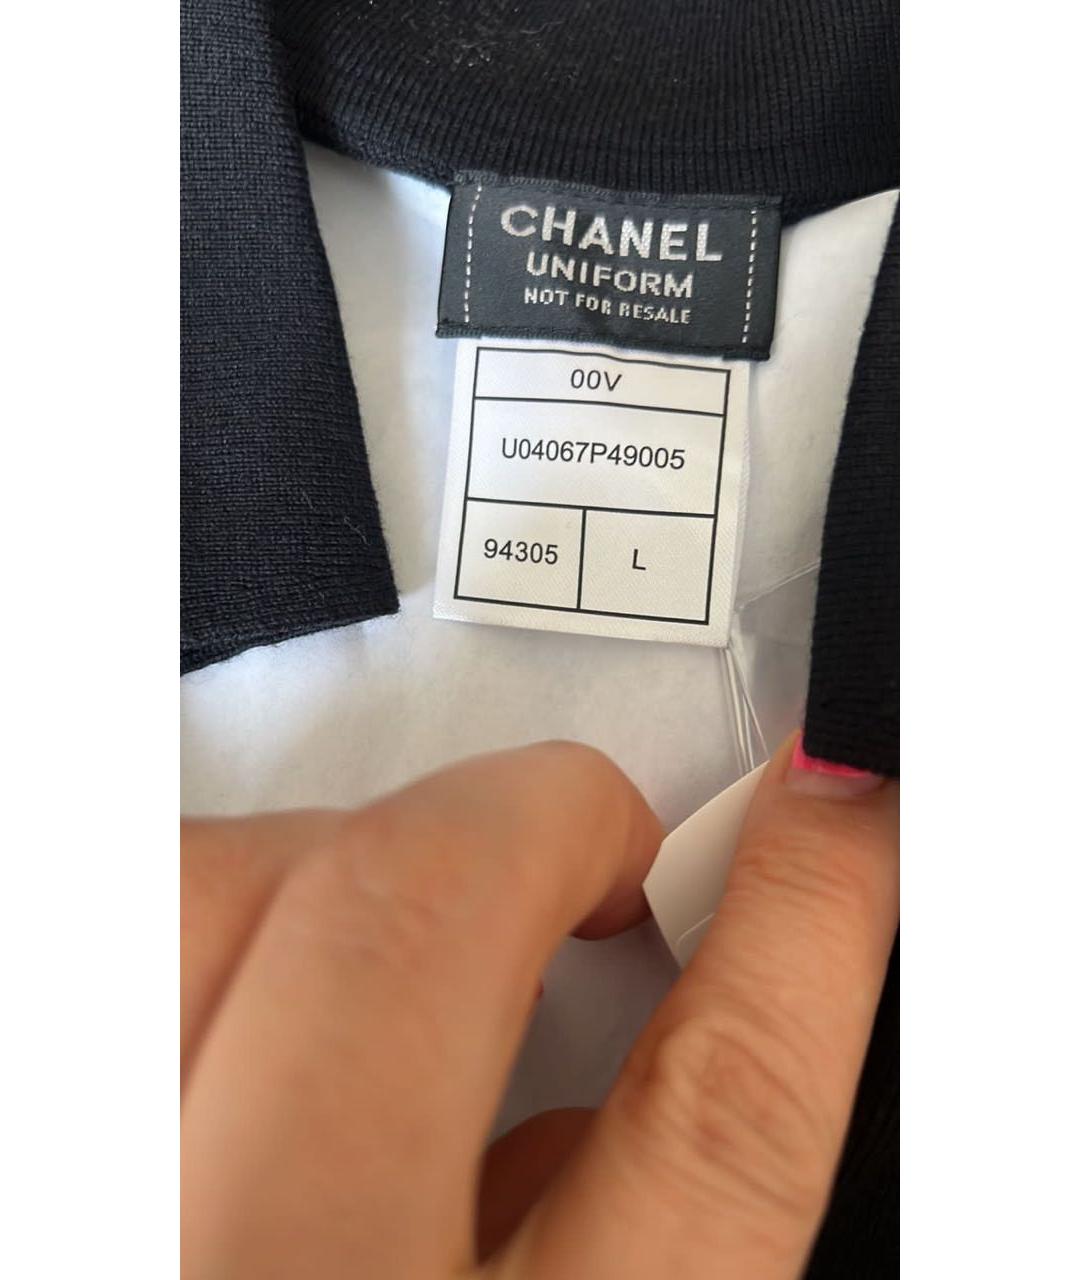 CHANEL
UNIFORM
NOT FOR RESALE
00V
U04067P49005
94305 L